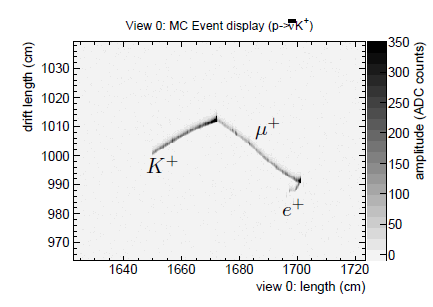 View 0: MC Event display (p->ν̅K⁺)
drift length (cm)
1030
1020
1010
1000
990
980
970
K⁺
μ⁺
e⁺
1640
1660
1680
1700
1720
view 0: length (cm)
350
300
250
200
150
100
50
0
amplitude (ADC counts)